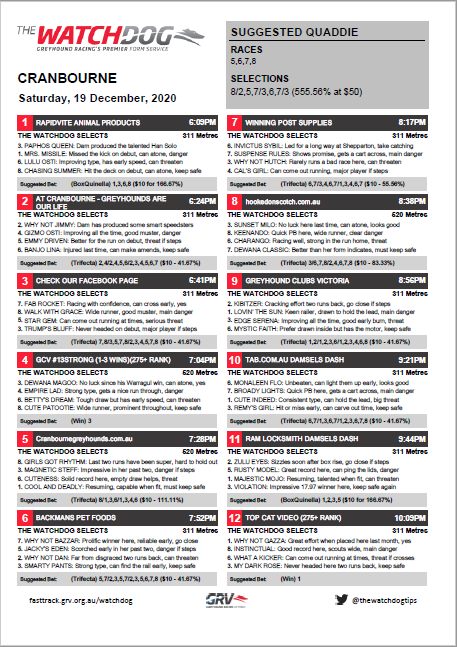 THE WATCHDOG
GREYHOUND RACING'S PREMIER FORM SERVICE
CRANBOURNE
Saturday, 19 December, 2020
SUGGESTED QUADDIE
RACES
5,6,7,8
SELECTIONS
8/2,5,7/3,6,7/3 (555.56% at $50)
1 RAPIDVITE ANIMAL PRODUCTS 6:09PM
THE WATCHDOG SELECTS 311 Metres
3. PAPHOS QUEEN: Dam produced the talented Han Solo
1. MRS. MISSILE: Missed the kick on debut, can atone, danger
6. LULU OSTI: Improving type, has early speed, can threaten
8. CHASING SUMMER: Hit the deck on debut, can atone, keep safe
Suggested Bet: (BoxQuinella) 1,3,6,8 ($10 for 166.67%)
2 AT CRANBOURNE - GREYHOUNDS ARE OUR LIFE 6:24PM
THE WATCHDOG SELECTS 311 Metres
2. WHY NOT JIMMY: Dam has produced some smart speedsters
4. GIZMO OSTI: Improving all the time, good muster, danger
5. EMMY DRIVEN: Better for the run on debut, threat if steps
6. BANJO LNA: Injured last time, can make amends, keep safe
Suggested Bet: (Trifecta) 2,4/2,4,5,6/2,3,4,5,6,7 ($10 - 41.67%)
3 CHECK OUR FACEBOOK PAGE 6:41PM
THE WATCHDOG SELECTS 311 Metres
7. FAB ROCKET: Racing with confidence, can cross early, yes
8. WALK WITH GRACE: Wide runner, good muster, main danger
5. STAR GEM: Can come out running at times, serious threat
3. TRUMP'S BLUFF: Never headed on debut, major player if steps
Suggested Bet: (Trifecta) 7,8/3,5,7,8/2,3,4,5,7,8 ($10 - 41.67%)
4 GCV #13STRONG (1-3 WINS)(275+ RANK) 7:04PM
THE WATCHDOG SELECTS 620 Metres
3. DEWANA MAGOO: No luck since his Warragul win, can atone, yes
4. EMPIRE LAD: Strong type, gets a nice run through, danger
6. BETTY'S DREAM: Tough draw but has early speed, can threaten
8. CUTE PATOOTIE: Wide runner, prominent throughout, keep safe
Suggested Bet: (Win) 3
5 Cranbournegreyhounds.com.au 7:28PM
THE WATCHDOG SELECTS 620 Metres
8. GIRLS GOT RHYTHM: Last two runs have been super, hard to hold out
3. MAGNETIC STEFF: Impressive in her past two, danger if steps
6. CUTENESS: Solid record here, empty draw helps, threat
1. COOL AND DEADLY: Resuming, capable when fit, must keep safe
Suggested Bet: (Trifecta) 8/1,3,6/1,3,4,6 ($10 - 111.11%)
6 BACKMANS PET FOODS 7:52PM
THE WATCHDOG SELECTS 311 Metres
7. WHY NOT BAZZAR: Prolific winner here, reliable early, go close
5. JACKY'S EDEN: Scorched early in her past two, danger if steps
2. WHY NOT DAN: Far from disgraced two runs back, can threaten
3. SMARTY PANTS: Strong type, can find the rail early, keep safe
Suggested Bet: (Trifecta) 5,7/2,3,5,7/2,3,5,6,7,8 ($10 - 41.67%)
7 WINNING POST SUPPLIES 8:17PM
THE WATCHDOG SELECTS 311 Metres
6. INVICTUS SYBIL: Led for a long way at Shepparton, take catching
7. SUSPENSE RULES: Shows promise, gets a cart across, main danger
3. WHY NOT HUTCH: Rarely runs a bad race here, can threaten
4. CAL'S GIRL: Can come out running, major player if steps
Suggested Bet: (Trifecta) 6,7/3,4,6,7/1,3,4,6,7 ($10 - 55.56%)
8 hookedonscotch.com.au 8:38PM
THE WATCHDOG SELECTS 620 Metres
3. SUNSET MILO: No luck here last time, can atone, looks good
8. KEENANDO: Quick PB here, wide runner, clear danger
6. CHARANGO: Racing well, strong in the run home, threat
7. DEWANA CLASSIC: Better than her form indicates, must keep safe
Suggested Bet: (Trifecta) 3/6,7,8/2,4,6,7,8 ($10 - 83.33%)
9 GREYHOUND CLUBS VICTORIA 8:56PM
THE WATCHDOG SELECTS 311 Metres
2. KIBITZER: Cracking effort two runs back, go close if steps
1. LOVIN' THE SUN: Keen railer, drawn to hold the lead, main danger
3. EDGE SERENA: Improving all the time, good early burn, threat
6. MYSTIC FAITH: Prefer drawn inside but has the motor, keep safe
Suggested Bet: (Trifecta) 1,2/1,2,3,6/1,2,3,4,6,7 ($10 - 41.67%)
10 TAB.COM.AU DAMSELS DASH 9:21PM
THE WATCHDOG SELECTS 311 Metres
6. MONALEEN FLO: Unbeaten, can light them up early, looks good
7. BROADY LIGHTS: Quick PB here, gets a cart across, main danger
1. CUTE INDEED: Consistent type, can hold the lead, big threat
3. REMY'S GIRL: Hit or miss early, can carve out time, keep safe
Suggested Bet: (Trifecta) 6,7/1,3,6,7/1,2,3,6,7,8 ($10 - 41.67%)
11 RAM LOCKSMITH DAMSELS DASH 9:44PM
THE WATCHDOG SELECTS 311 Metres
2. ZULU EYES: Sizzles soon after box rise, go close if steps
5. RUSTY MODEL: Great record here, can ping the lids, danger
1. MAJESTIC MOJO: Resuming, talented when fit, can threaten
3. VIOLATION: Impressive 17.97 winner here, keep safe again
Suggested Bet: (BoxQuinella) 1,2,3,5 ($10 for 166.67%)
12 TOP CAT VIDEO (275+ RANK) 10:09PM
THE WATCHDOG SELECTS 311 Metres
1. WHY NOT GAZZA: Great effort when placed here last month, yes
8. INSTINCTUAL: Good record here, scouts wide, main danger
6. WHAT A KICKER: Can come out running at times, threat if crosses
3. MY DARK ROSE: Never headed here two runs back, keep safe
Suggested Bet: (Win) 1
fasttrack.grv.org.au/watchdog
GRV
GREYHOUND RACING VICTORIA
@thewatchdogtips